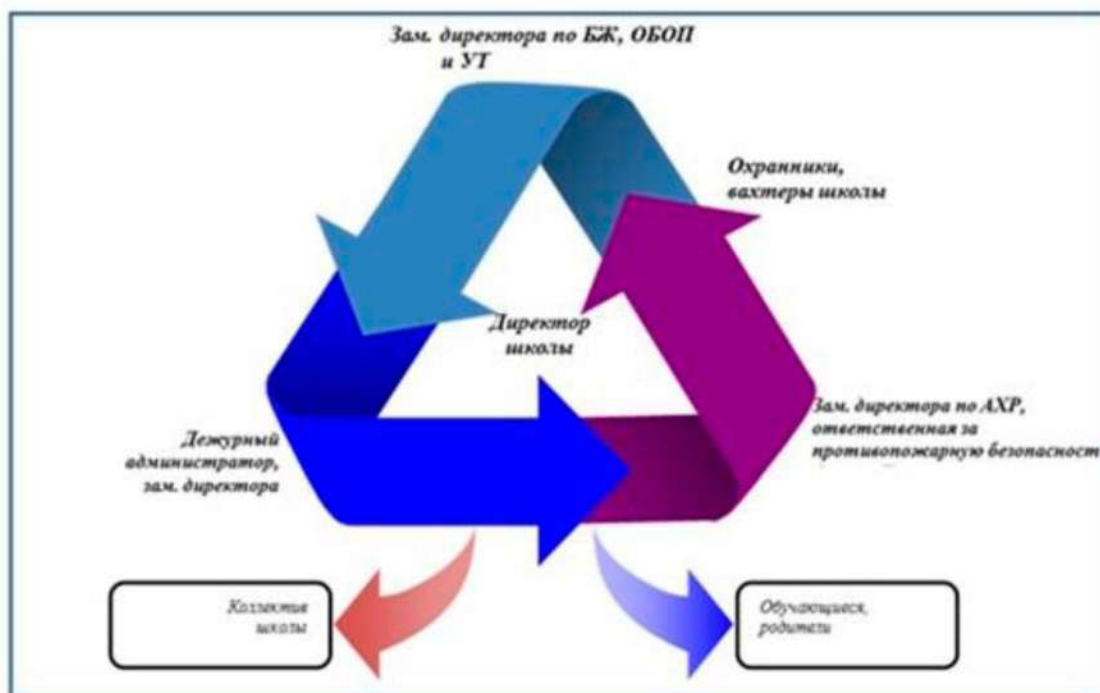 Зам. директора по БЖ, ОБОП
и УТ
Охранники,
вахтеры школы
Директор
школы
Зам. директора по АХР,
ответственная за
противопожарную безопасност
Дежурный
администратор,
зам. директора
Коллектив
школы
Обучающиеся,
родители